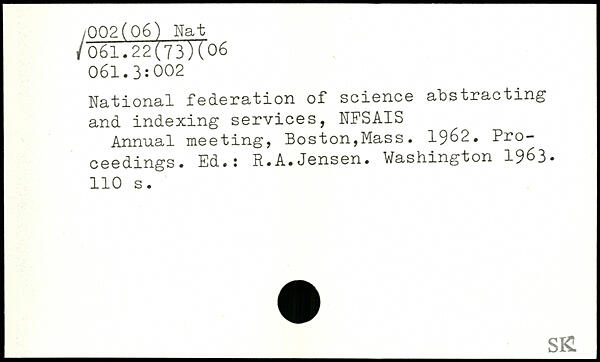 002(06) Nat
061.22(73)(06
061.3:002
National federation of science abstracting
and indexing services, NFSAIS
Annual meeting, Boston,Mass. 1962. Pro-
ceedings. Ed.: R.A.Jensen. Washington 1963.
110 s.
SK